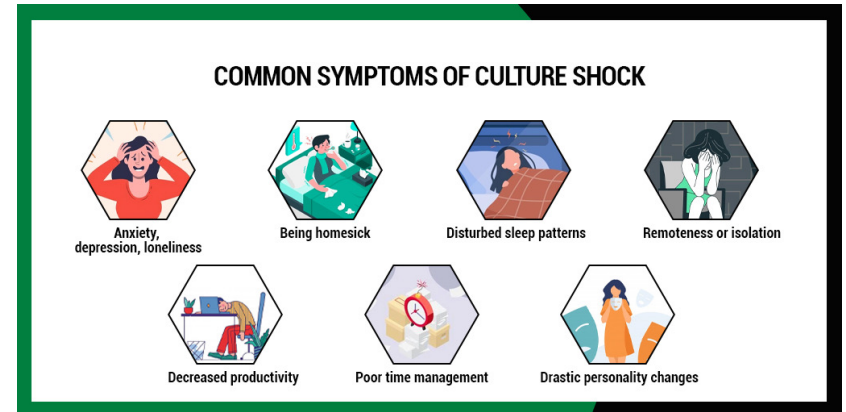 COMMON SYMPTOMS OF CULTURE SHOCK
Anxiety,
depression, loneliness
Being homesick
Disturbed sleep patterns
Remoteness or isolation
Decreased productivity
Poor time management
Drastic personality changes